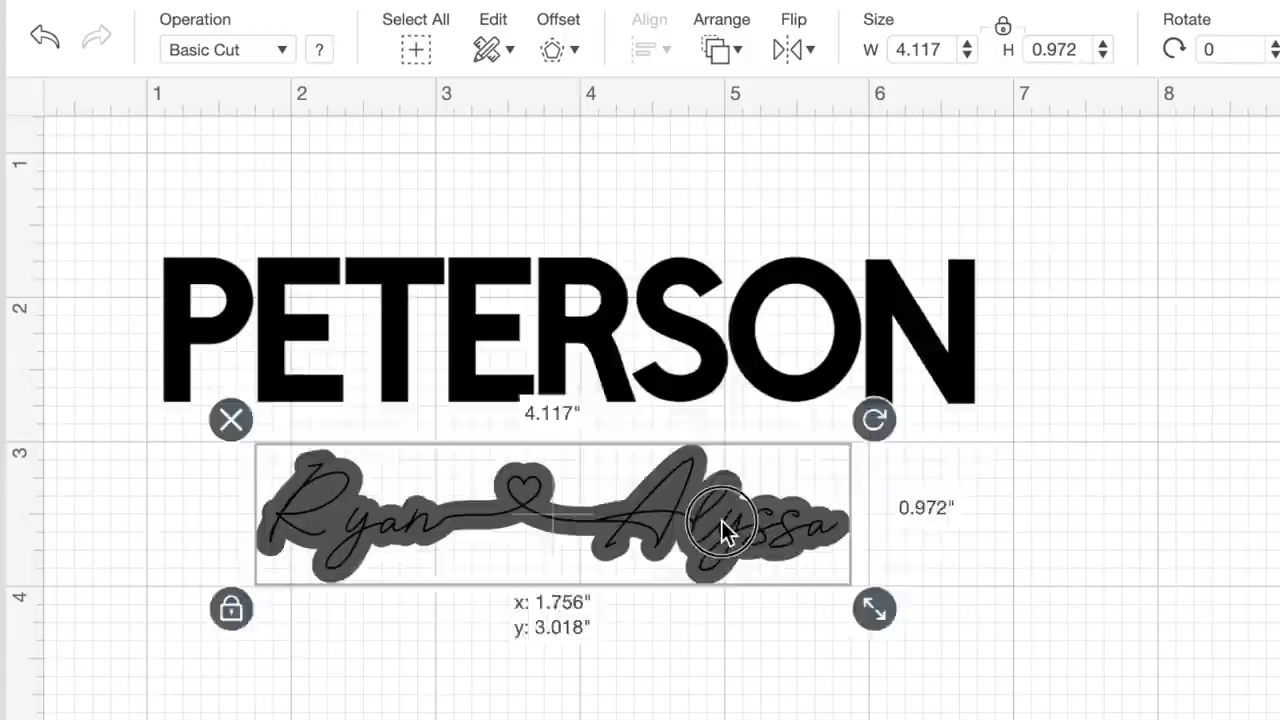 Operation Select All Edit Offset Align Arrange Flip Size Rotate
Basic Cut ? W 4.117 H 0.972 0
1 2 3 4 5 6 7 8
1
PETERSON
2
4.117"
3
Ryan Alyssa
0.972"
4
x: 1.756"
y: 3.018"